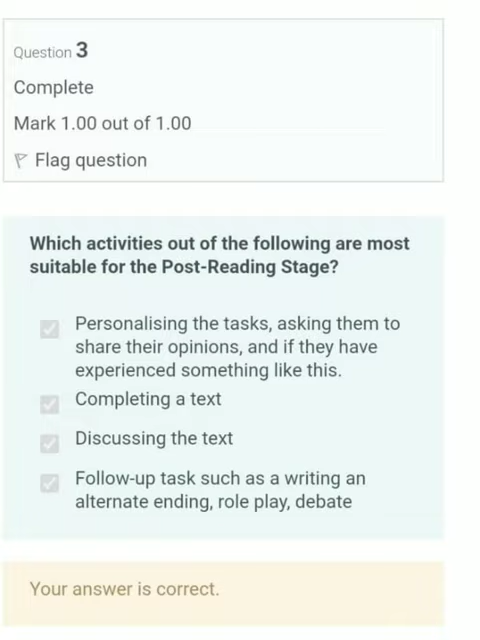 Question 3
Complete
Mark 1.00 out of 1.00
Flag question
Which activities out of the following are most
suitable for the Post-Reading Stage?
Personalising the tasks, asking them to
share their opinions, and if they have
experienced something like this.
Completing a text
Discussing the text
Follow-up task such as a writing an
alternate ending, role play, debate
Your answer is correct.